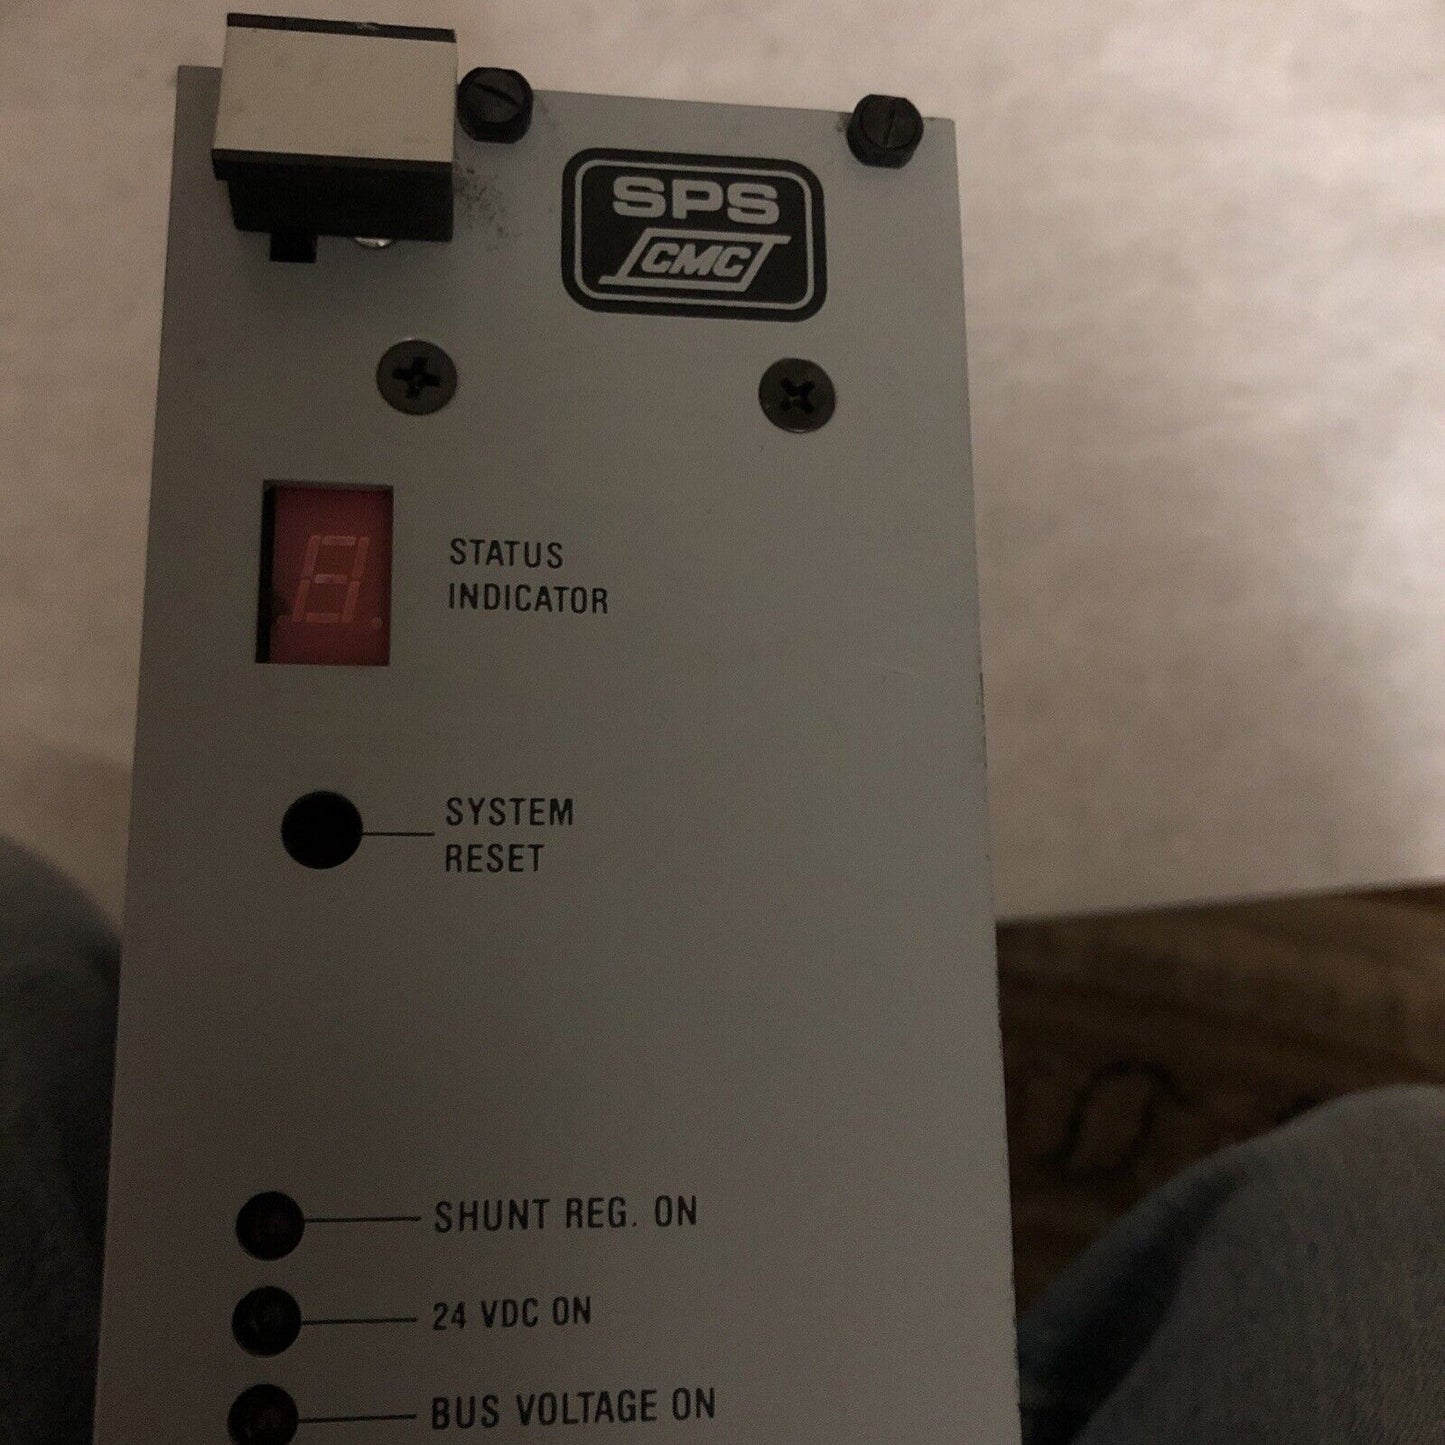 SPS
CMC
STATUS
INDICATOR
SYSTEM
RESET
SHUNT REG. ON
24 VDC ON
BUS VOLTAGE ON